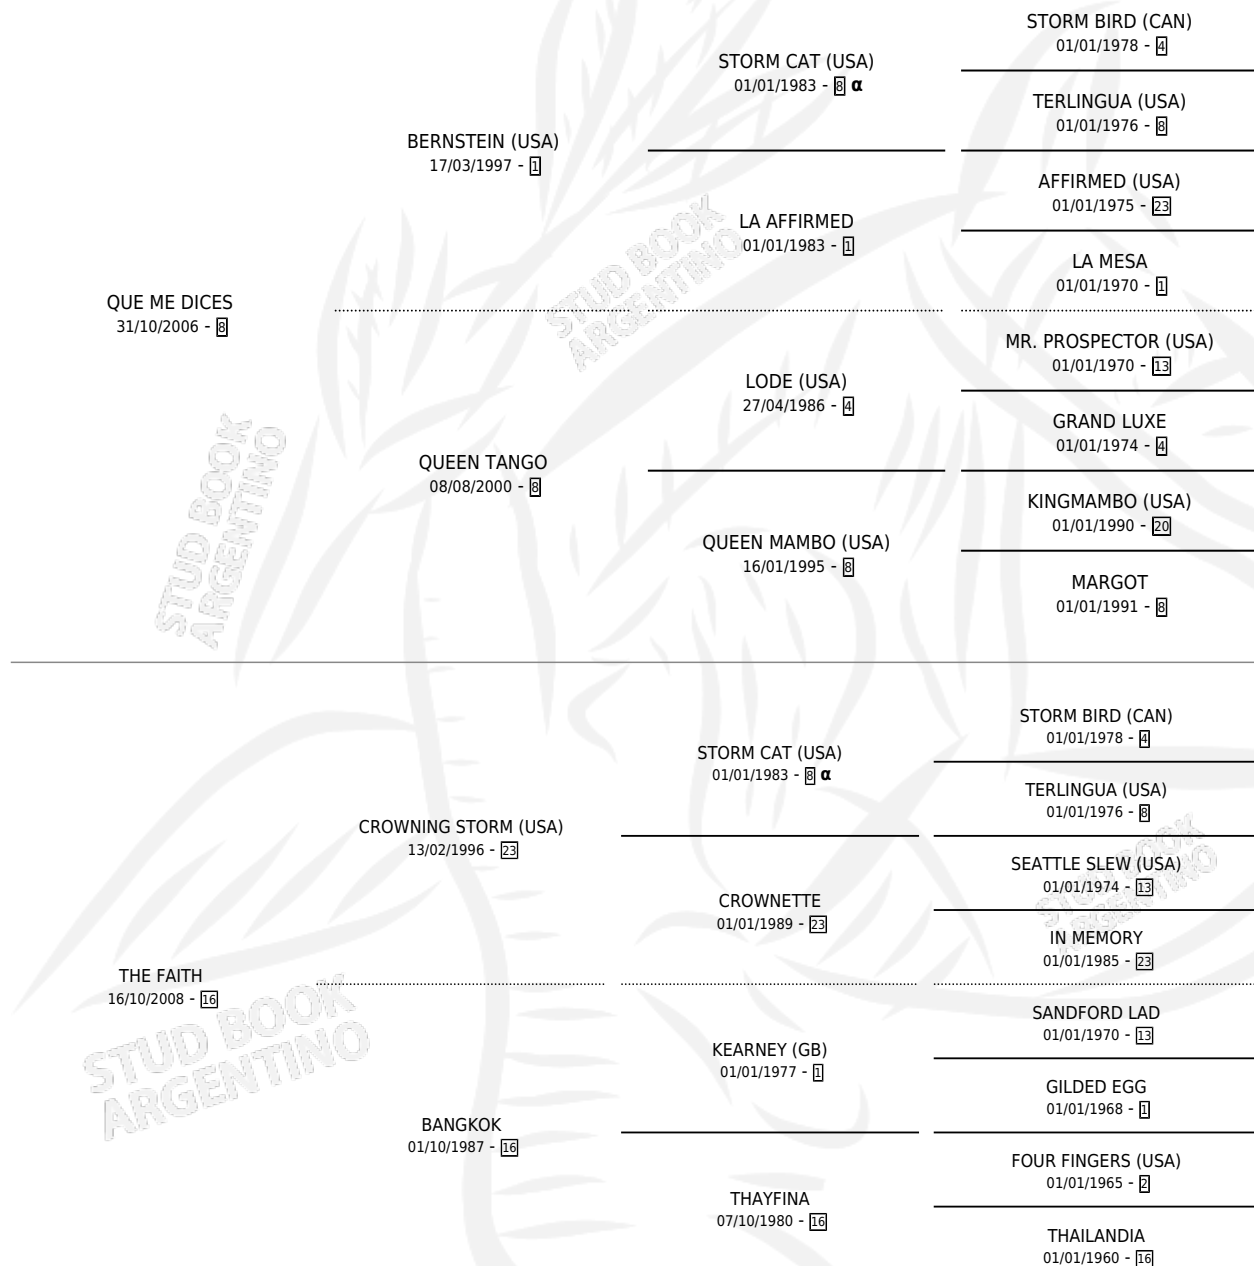 STORM BIRD (CAN)
01/01/1978 - 4
STORM CAT (USA)
01/01/1983 - 8 α
TERLINGUA (USA)
01/01/1976 - 8
BERNSTEIN (USA)
17/03/1997 - 1
AFFIRMED (USA)
01/01/1975 - 23
LA AFFIRMED
01/01/1983 - 1
LA MESA
01/01/1970 - 1
QUE ME DICES
31/10/2006 - 8
MR. PROSPECTOR (USA)
01/01/1970 - 13
LODE (USA)
27/04/1986 - 4
GRAND LUXE
01/01/1974 - 4
QUEEN TANGO
08/08/2000 - 8
KINGMAMBO (USA)
01/01/1990 - 20
QUEEN MAMBO (USA)
16/01/1995 - 8
MARGOT
01/01/1991 - 8
STORM BIRD (CAN)
01/01/1978 - 4
STORM CAT (USA)
01/01/1983 - 8 α
TERLINGUA (USA)
01/01/1976 - 8
CROWNING STORM (USA)
13/02/1996 - 23
SEATTLE SLEW (USA)
01/01/1974 - 13
CROWNETTE
01/01/1989 - 23
IN MEMORY
01/01/1985 - 23
THE FAITH
16/10/2008 - 16
SANDFORD LAD
01/01/1970 - 13
KEARNEY (GB)
01/01/1977 - 1
GILDED EGG
01/01/1968 - 1
BANGKOK
01/10/1987 - 16
FOUR FINGERS (USA)
01/01/1965 - 2
THAYFINA
07/10/1980 - 16
THAILANDIA
01/01/1960 - 16
STUD BOOK
ARGENTINO
STUD BOOK
ARGENTINO
STUD BOOK
ARGENTINO
STUD BOOK
ARGENTINO